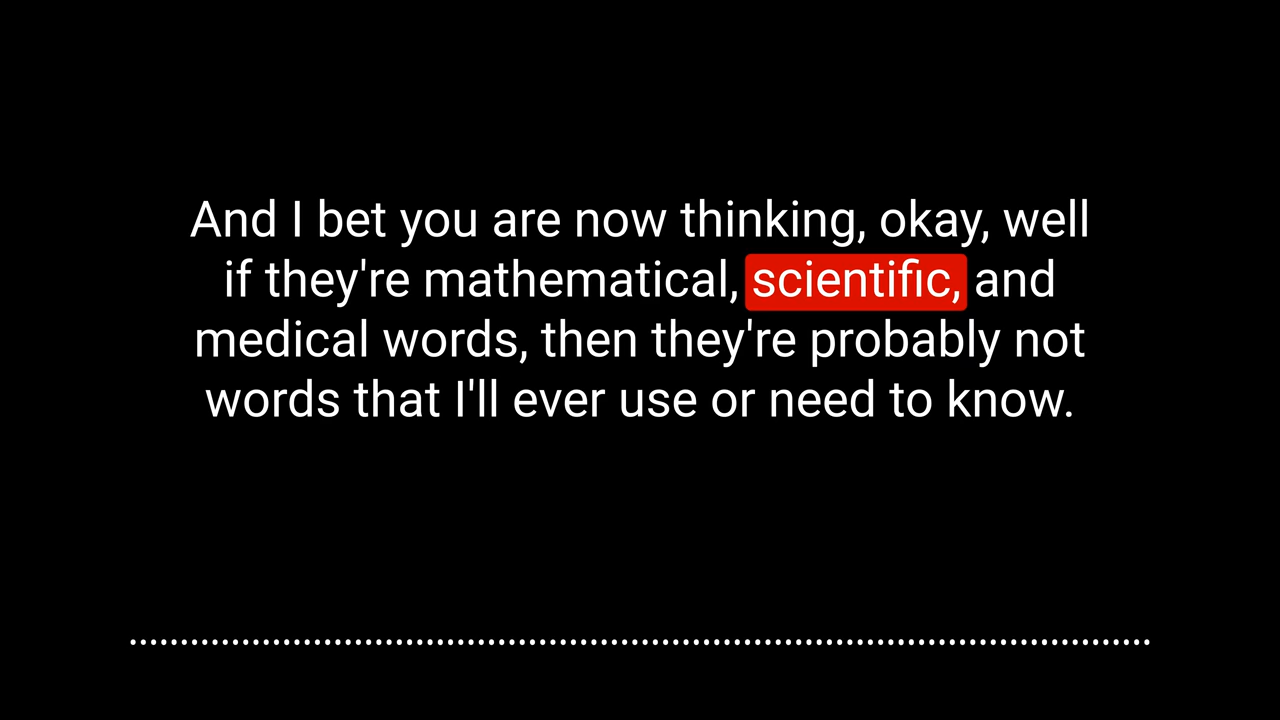 And I bet you are now thinking, okay, well
if they're mathematical, scientific, and
medical words, then they're probably not
words that I'll ever use or need to know.